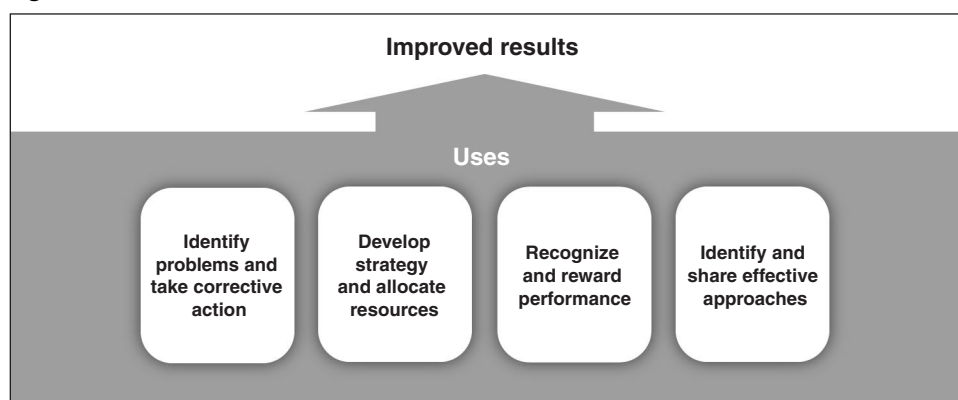 Improved results
Uses
Identify
problems and
take corrective
action
Develop
strategy
and allocate
resources
Recognize
and reward
performance
Identify and
share effective
approaches